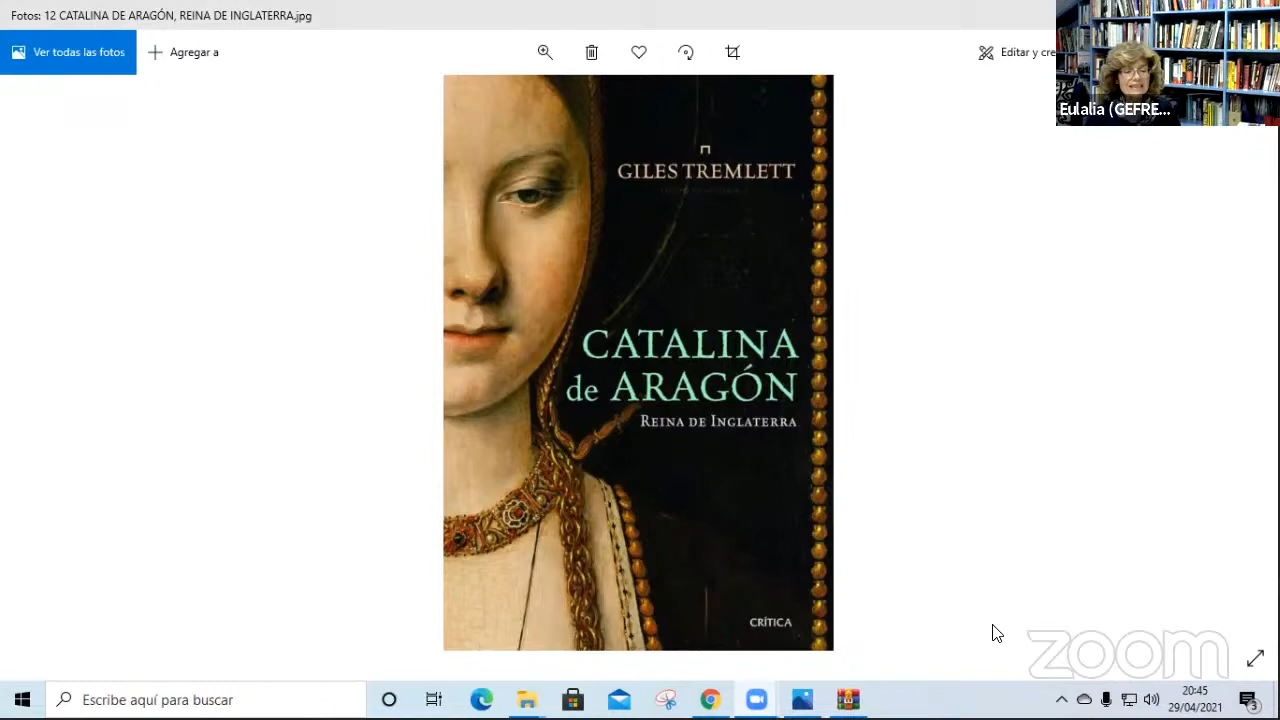 Fotos: 12 CATALINA DE ARAGÓN, REINA DE INGLATERRA.jpg
Ver todas las fotos
Agregar a
Editar y cre
Eulalia (GEFRE...
GILES TREMLETT
CATALINA
de ARAGÓN
REINA DE INGLATERRA
CRÍTICA
zoom
Escribe aquí para buscar
20:45
29/04/2021
3